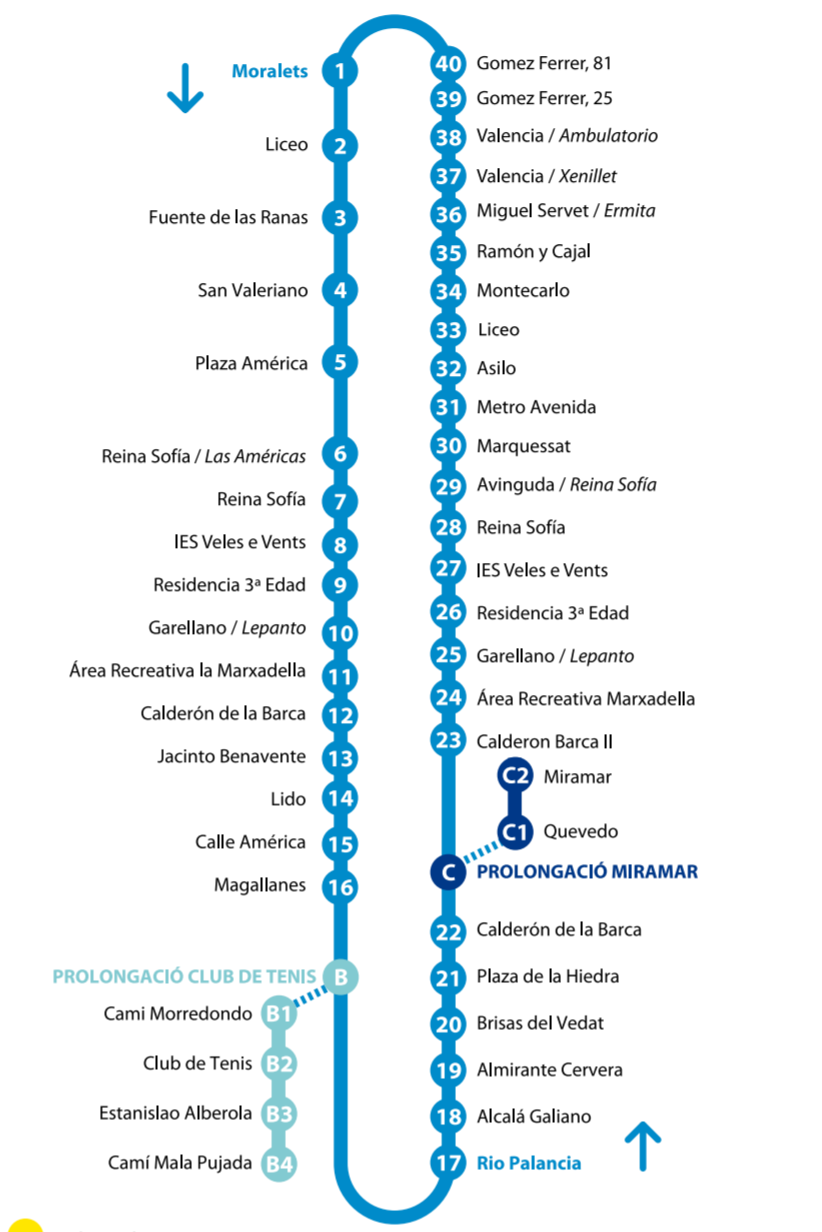 Moralets 1
Liceo 2
Fuente de las Ranas 3
San Valeriano 4
Plaza América 5
Reina Sofía / Las Américas 6
Reina Sofía 7
IES Veles e Vents 8
Residencia 3ª Edad 9
Garellano / Lepanto 10
Área Recreativa la Marxadella 11
Calderón de la Barca 12
Jacinto Benavente 13
Lido 14
Calle América 15
Magallanes 16
PROLONGACIÓ CLUB DE TENIS B
Cami Morredondo B1
Club de Tenis B2
Estanislao Alberola B3
Camí Mala Pujada B4
40 Gomez Ferrer, 81
39 Gomez Ferrer, 25
38 Valencia / Ambulatorio
37 Valencia / Xenillet
36 Miguel Servet / Ermita
35 Ramón y Cajal
34 Montecarlo
33 Liceo
32 Asilo
31 Metro Avenida
30 Marquessat
29 Avinguda / Reina Sofía
28 Reina Sofía
27 IES Veles e Vents
26 Residencia 3ª Edad
25 Garellano / Lepanto
24 Área Recreativa Marxadella
23 Calderon Barca II
C2 Miramar
C1 Quevedo
C PROLONGACIÓ MIRAMAR
22 Calderón de la Barca
21 Plaza de la Hiedra
20 Brisas del Vedat
19 Almirante Cervera
18 Alcalá Galiano
17 Rio Palancia